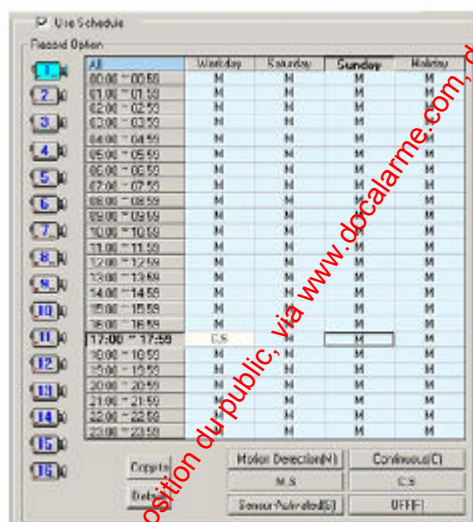 Use Schedule
Record Option
All Workday Saturday Sunday Holiday
00:00 ~ 00:59 M M M M
01:00 ~ 01:59 M M M M
02:00 ~ 02:59 M M M M
03:00 ~ 03:59 M M M M
04:00 ~ 04:59 M M M M
05:00 ~ 05:59 M M M M
06:00 ~ 06:59 M M M M
07:00 ~ 07:59 M M M M
08:00 ~ 08:59 M M M M
09:00 ~ 09:59 M M M M
10:00 ~ 10:59 M M M M
11:00 ~ 11:59 M M M M
12:00 ~ 12:59 M M M M
13:00 ~ 13:59 M M M M
14:00 ~ 14:59 M M M M
15:00 ~ 15:59 M M M M
16:00 ~ 16:59 M M M M
17:00 ~ 17:59 C,S M M M
18:00 ~ 18:59 M M M M
19:00 ~ 19:59 M M M M
20:00 ~ 20:59 M M M M
21:00 ~ 21:59 M M M M
22:00 ~ 22:59 M M M M
23:00 ~ 23:59 M M M M
1
2
3
4
5
6
7
8
9
10
11
12
13
14
15
16
Copy to
Default
Motion Detection(M) Continuous(C)
M,S C,S
Sensor Activated(S) OFF(F)
position du public, via www.docalarme.com, d